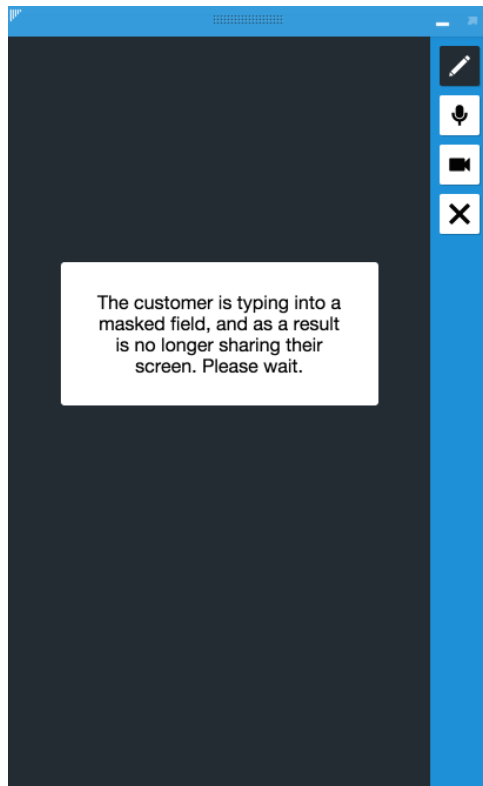 The customer is typing into a
masked field, and as a result
is no longer sharing their
screen. Please wait.